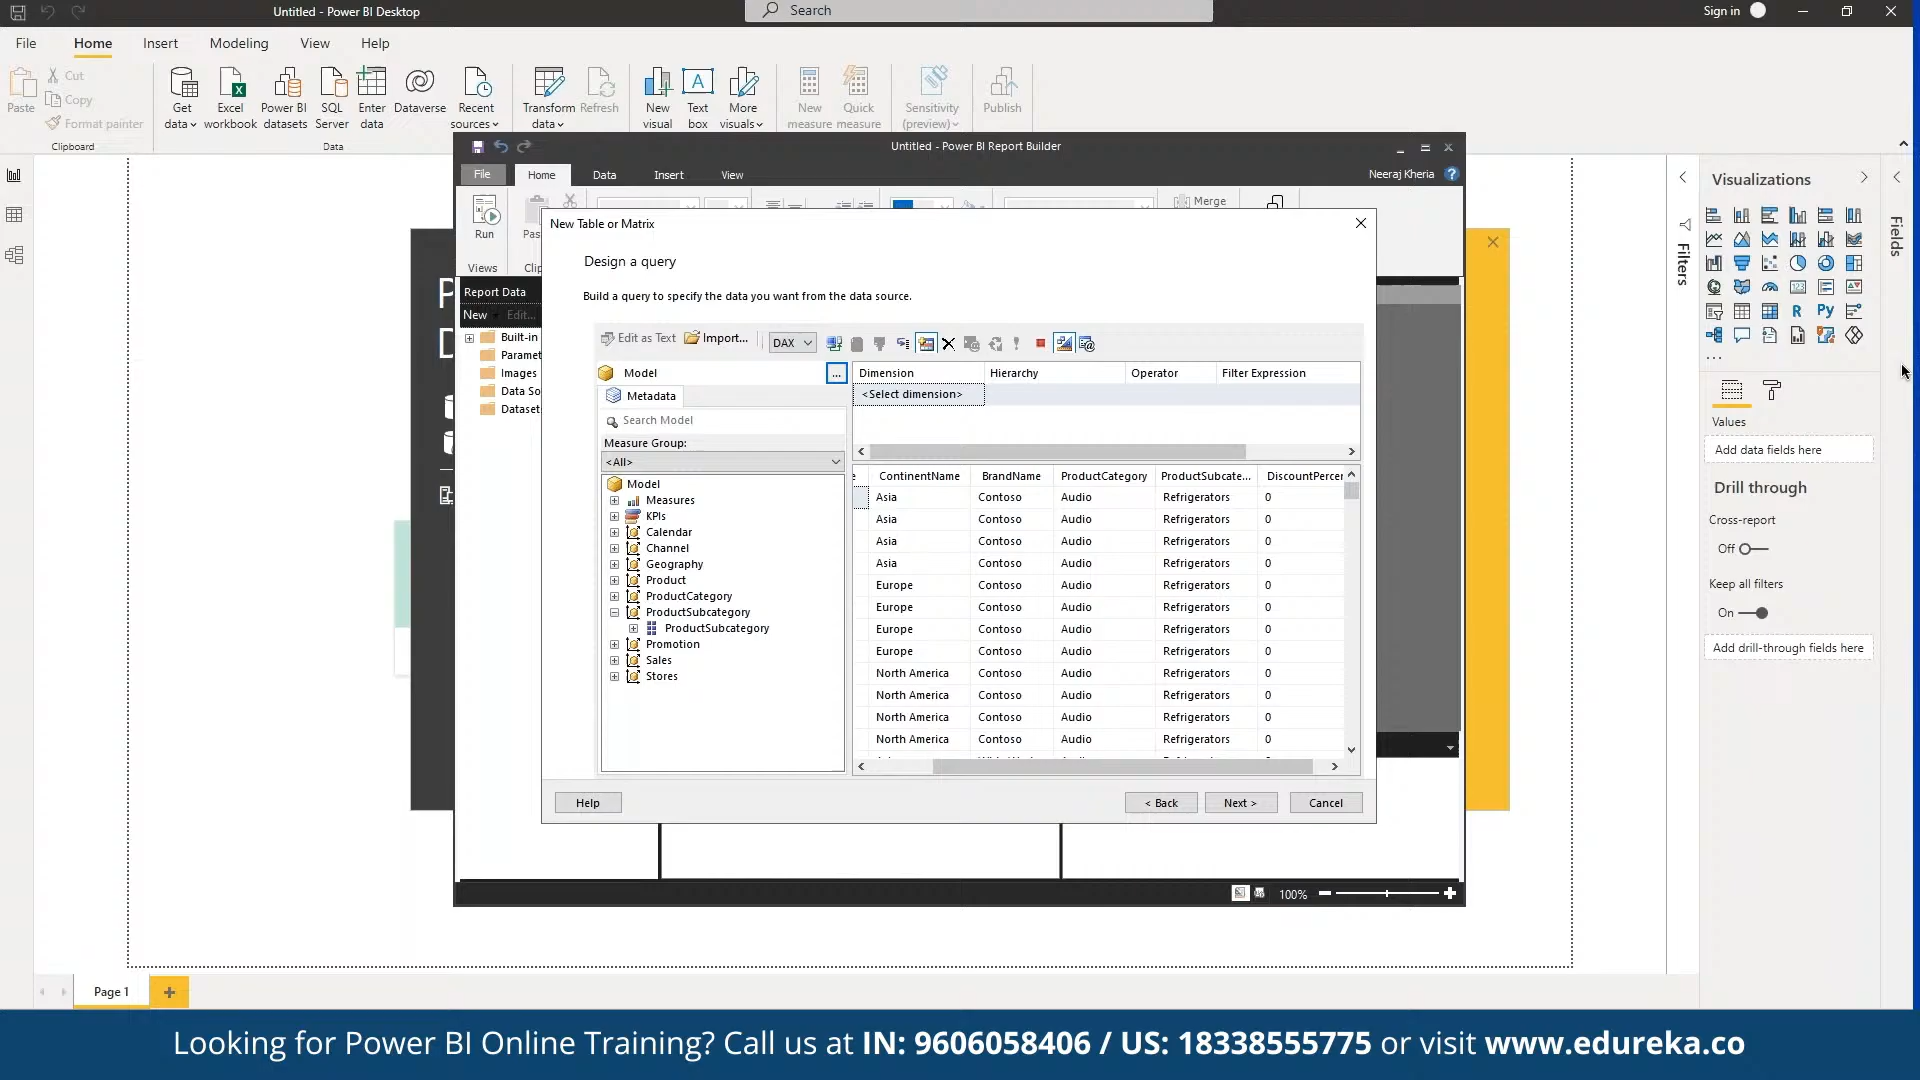 Untitled - Power BI Desktop
Search
Sign in
File
Home
Insert
Modeling
View
Help
Paste
Cut
Copy
Format painter
Clipboard
Get data
Excel workbook
Power BI datasets
SQL Server
Enter data
Dataverse
Recent sources
Data
Transform data
Refresh
New visual
Text box
More visuals
New measure
Quick measure
Sensitivity (preview)
Publish
Untitled - Power BI Report Builder
File
Home
Data
Insert
View
Neeraj Kheria
Run
Views
Merge
Report Data
New
Edit...
Built-in
Images
New Table or Matrix
Design a query
Build a query to specify the data you want from the data source.
Edit as Text
Import...
DAX
Model
...
Metadata
Search Model
Measure Group:
<All>
Model
Measures
KPIs
Calendar
Channel
Geography
Product
ProductCategory
ProductSubcategory
ProductSubcategory
Promotion
Sales
Stores
Dimension Hierarchy Operator Filter Expression
<Select dimension>
ContinentName BrandName ProductCategory ProductSubcate... DiscountPercer
Asia Contoso Audio Refrigerators 0
Asia Contoso Audio Refrigerators 0
Asia Contoso Audio Refrigerators 0
Asia Contoso Audio Refrigerators 0
Europe Contoso Audio Refrigerators 0
Europe Contoso Audio Refrigerators 0
Europe Contoso Audio Refrigerators 0
Europe Contoso Audio Refrigerators 0
North America Contoso Audio Refrigerators 0
North America Contoso Audio Refrigerators 0
North America Contoso Audio Refrigerators 0
North America Contoso Audio Refrigerators 0
Help
< Back
Next >
Cancel
100%
Filters
Visualizations
R
Py
...
Values
Add data fields here
Drill through
Cross-report
Off
Keep all filters
On
Add drill-through fields here
Fields
Page 1
Looking for Power BI Online Training? Call us at IN: 9606058406 / US: 18338555775 or visit www.edureka.co